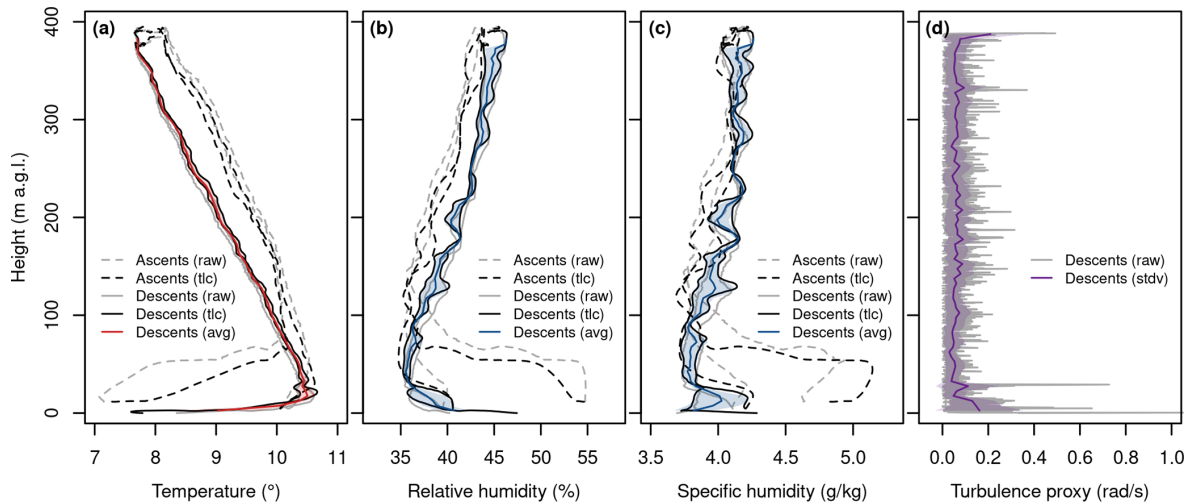 (a)
(b)
(c)
(d)
Height (m a.g.l.)
400
300
200
100
0
Ascents (raw)
Ascents (tlc)
Descents (raw)
Descents (tlc)
Descents (avg)
Ascents (raw)
Ascents (tlc)
Descents (raw)
Descents (tlc)
Descents (avg)
Ascents (raw)
Ascents (tlc)
Descents (raw)
Descents (tlc)
Descents (avg)
Descents (raw)
Descents (stdv)
7 8 9 10 11
35 40 45 50 55 60
3.5 4.0 4.5 5.0
0.0 0.2 0.4 0.6 0.8 1.0
Temperature (°)
Relative humidity (%)
Specific humidity (g/kg)
Turbulence proxy (rad/s)